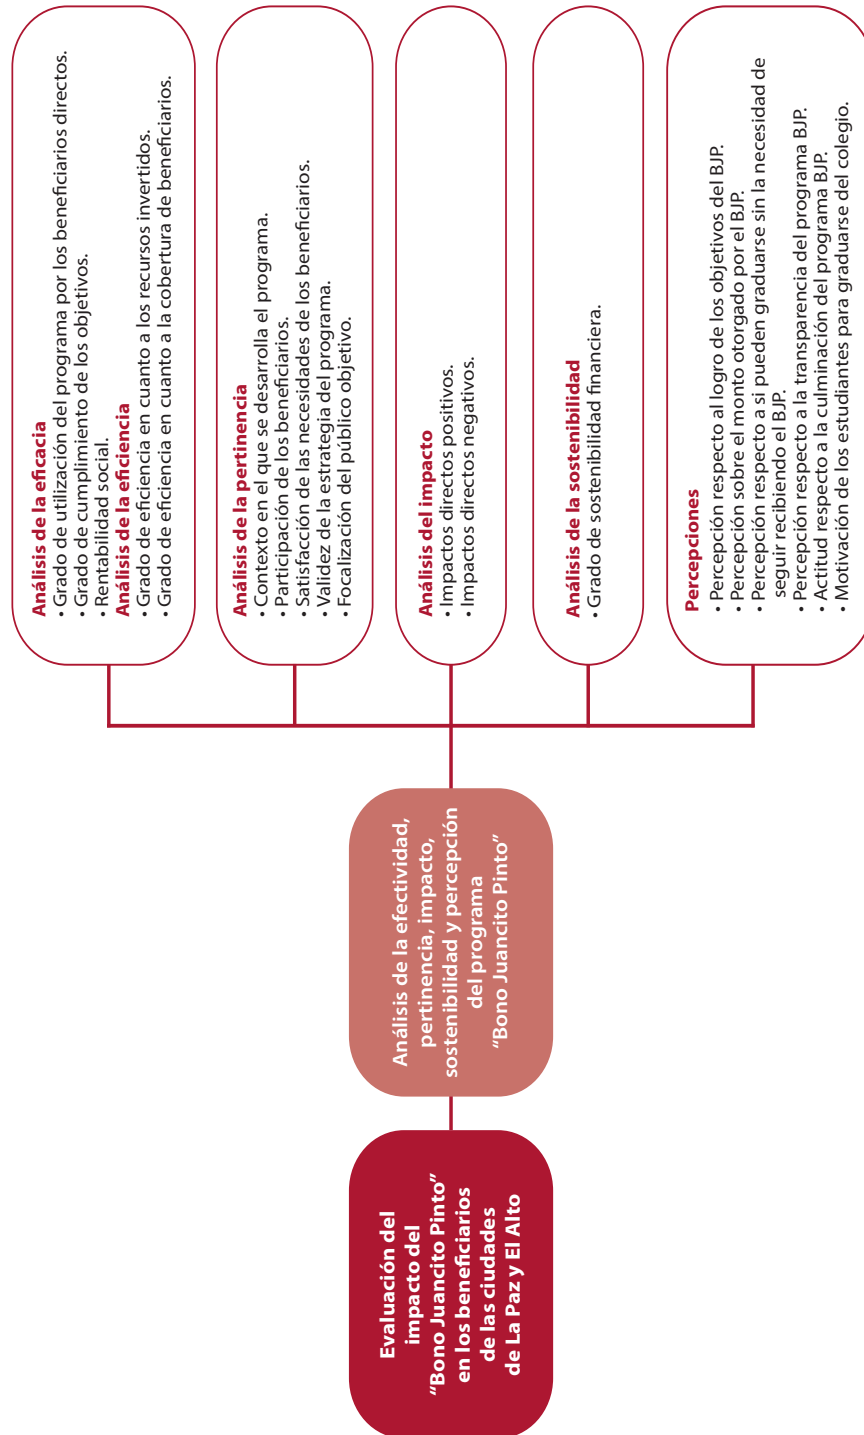 Evaluación del
impacto del
“Bono Juancito Pinto”
en los beneficiarios
de las ciudades
de La Paz y El Alto
Análisis de la efectividad,
pertinencia, impacto,
sostenibilidad y percepción
del programa
“Bono Juancito Pinto”
Análisis de la eficacia
• Grado de utilización del programa por los beneficiarios directos.
• Grado de cumplimiento de los objetivos.
• Rentabilidad social.
Análisis de la eficiencia
• Grado de eficiencia en cuanto a los recursos invertidos.
• Grado de eficiencia en cuanto a la cobertura de beneficiarios.
Análisis de la pertinencia
• Contexto en el que se desarrolla el programa.
• Participación de los beneficiarios.
• Satisfacción de las necesidades de los beneficiarios.
• Validez de la estrategia del programa.
• Focalización del público objetivo.
Análisis del impacto
• Impactos directos positivos.
• Impactos directos negativos.
Análisis de la sostenibilidad
• Grado de sostenibilidad financiera.
Percepciones
• Percepción respecto al logro de los objetivos del BJP.
• Percepción sobre el monto otorgado por el BJP.
• Percepción respecto a si pueden graduarse sin la necesidad de
seguir recibiendo el BJP.
• Percepción respecto a la transparencia del programa BJP.
• Actitud respecto a la culminación del programa BJP.
• Motivación de los estudiantes para graduarse del colegio.